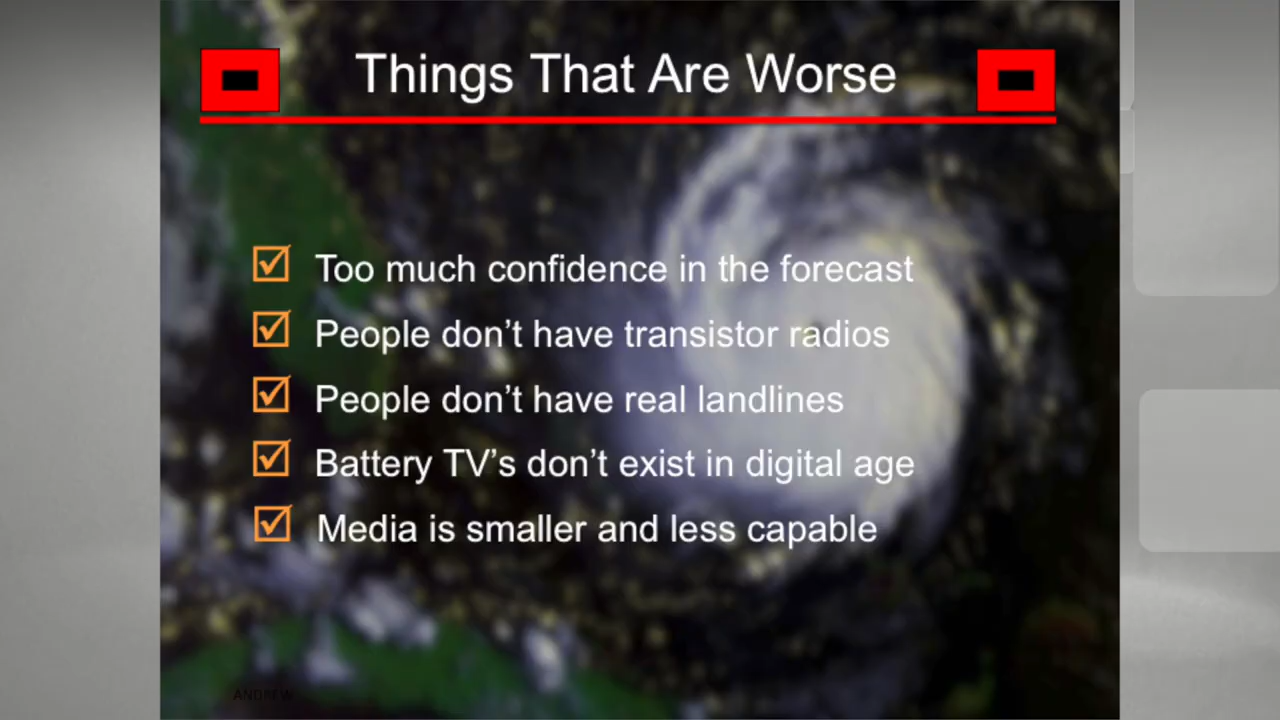 Things That Are Worse
Too much confidence in the forecast
People don’t have transistor radios
People don’t have real landlines
Battery TV’s don’t exist in digital age
Media is smaller and less capable
ANDREW